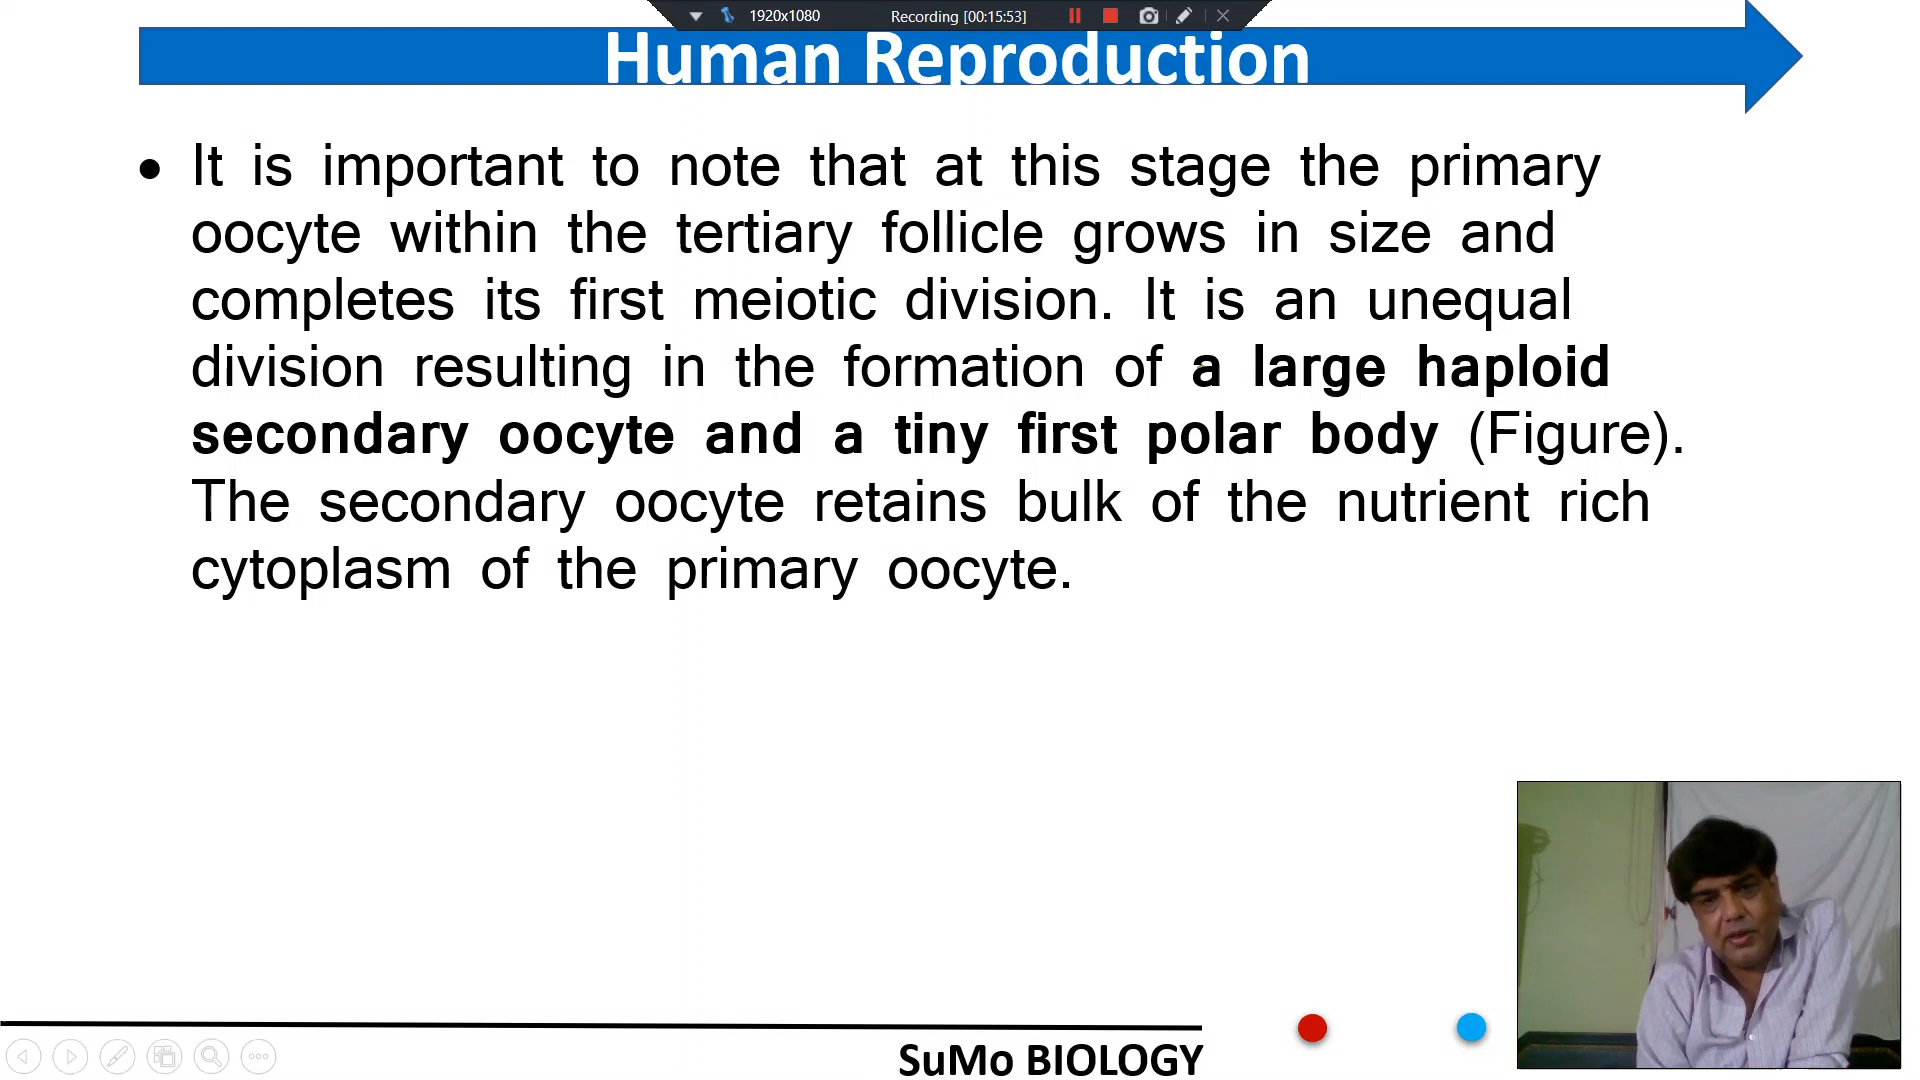 1920x1080 Recording [00:15:53]
Human Reproduction
• It is important to note that at this stage the primary
oocyte within the tertiary follicle grows in size and
completes its first meiotic division. It is an unequal
division resulting in the formation of a large haploid
secondary oocyte and a tiny first polar body (Figure).
The secondary oocyte retains bulk of the nutrient rich
cytoplasm of the primary oocyte.
SuMo BIOLOGY